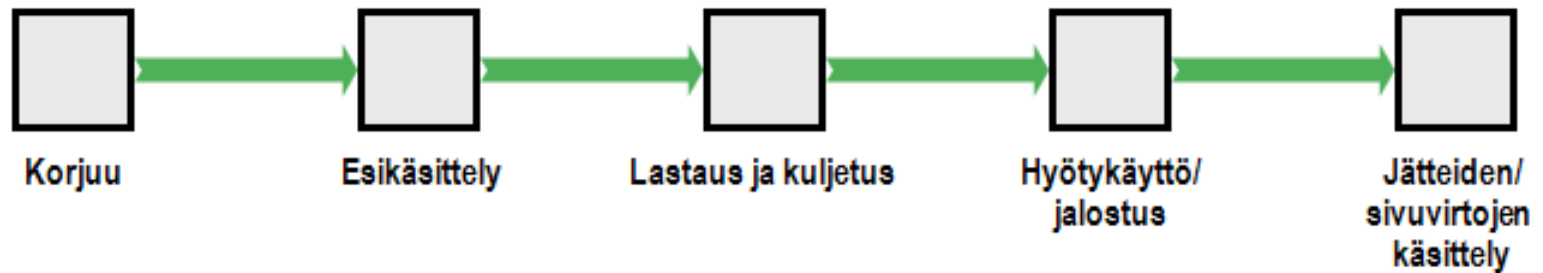 Korjuu
Esikäsittely
Lastaus ja kuljetus
Hyötykäyttö/
jalostus
Jätteiden/
sivuvirtojen
käsittely